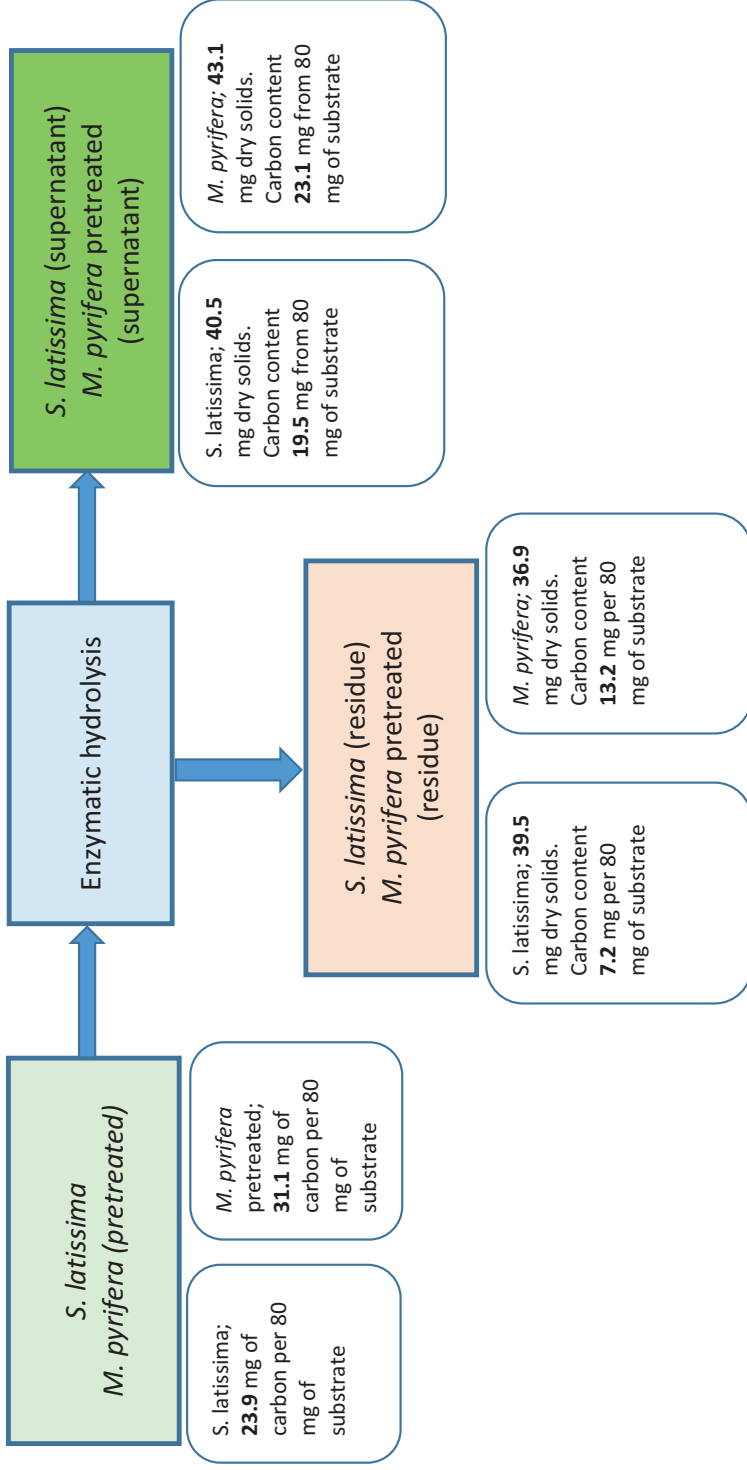 S. latissima
M. pyrifera (pretreated)
S. latissima;
23.9 mg of
carbon per 80
mg of
substrate
M. pyrifera
pretreated;
31.1 mg of
carbon per 80
mg of
substrate
Enzymatic hydrolysis
S. latissima (residue)
M. pyrifera pretreated
(residue)
S. latissima; 39.5
mg dry solids.
Carbon content
7.2 mg per 80
mg of substrate
M. pyrifera; 36.9
mg dry solids.
Carbon content
13.2 mg per 80
mg of substrate
S. latissima (supernatant)
M. pyrifera pretreated
(supernatant)
S. latissima; 40.5
mg dry solids.
Carbon content
19.5 mg from 80
mg of substrate
M. pyrifera; 43.1
mg dry solids.
Carbon content
23.1 mg from 80
mg of substrate